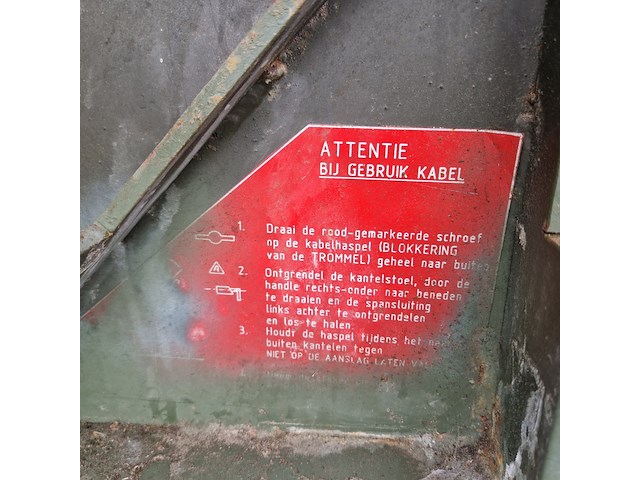 ATTENTIE
BIJ GEBRUIK KABEL
1. Draai de rood-gemarkeerde schroef
op de kabelhaspel (BLOKKERING
van de TROMMEL) geheel naar buiten
2. Ontgrendel de kantelstoel, door de
handle rechts-onder naar beneden
te draaien en de spansluiting
links achter te ontgrendelen
en los te halen.
3. Houdt de haspel tijdens het
buiten kantelen tegen
NIET OP DE AANSLAG LATEN